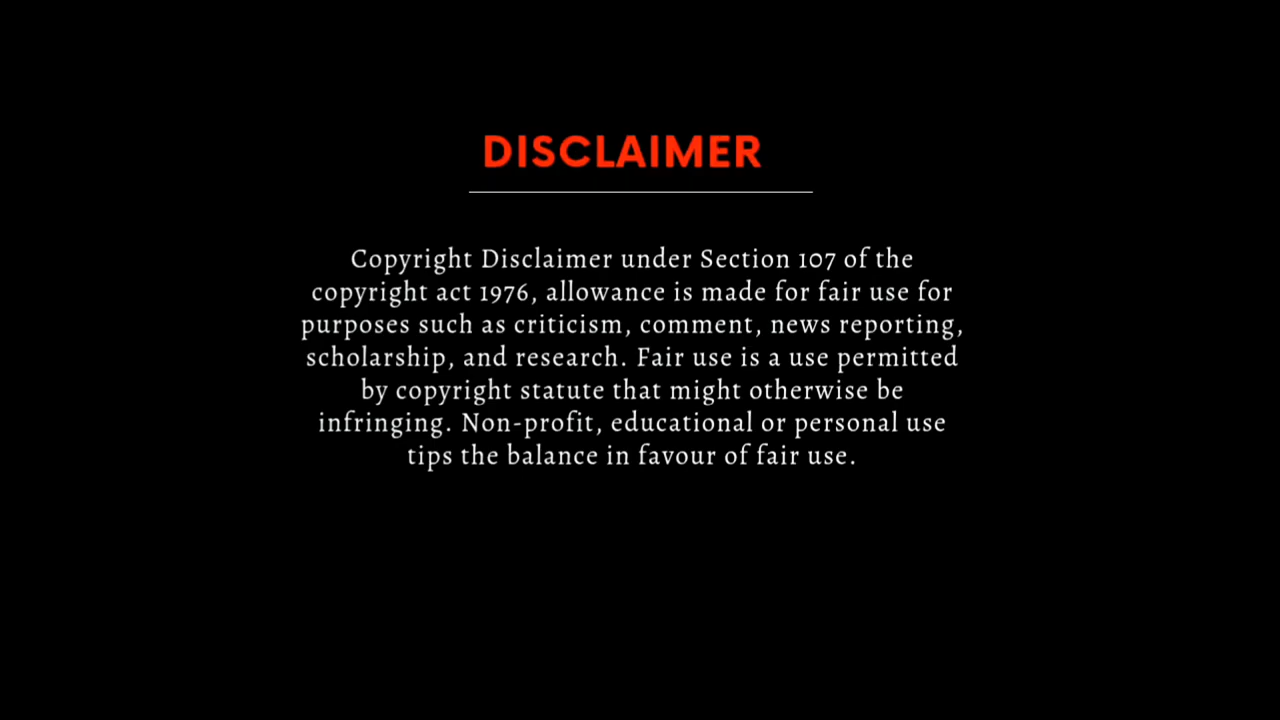 DISCLAIMER
Copyright Disclaimer under Section 107 of the
copyright act 1976, allowance is made for fair use for
purposes such as criticism, comment, news reporting,
scholarship, and research. Fair use is a use permitted
by copyright statute that might otherwise be
infringing. Non-profit, educational or personal use
tips the balance in favour of fair use.